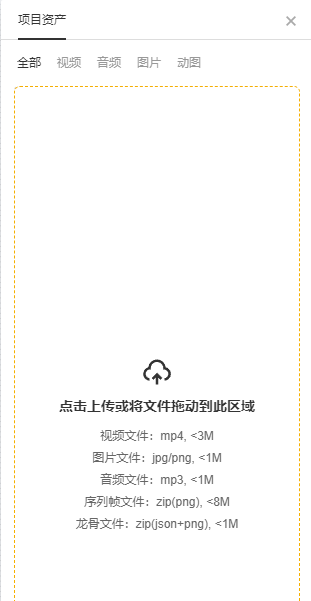 项目资产
全部 视频 音频 图片 动图
点击上传或将文件拖动到此区域
视频文件：mp4, <3M
图片文件：jpg/png, <1M
音频文件：mp3, <1M
序列帧文件：zip(png), <8M
龙骨文件：zip(json+png), <1M